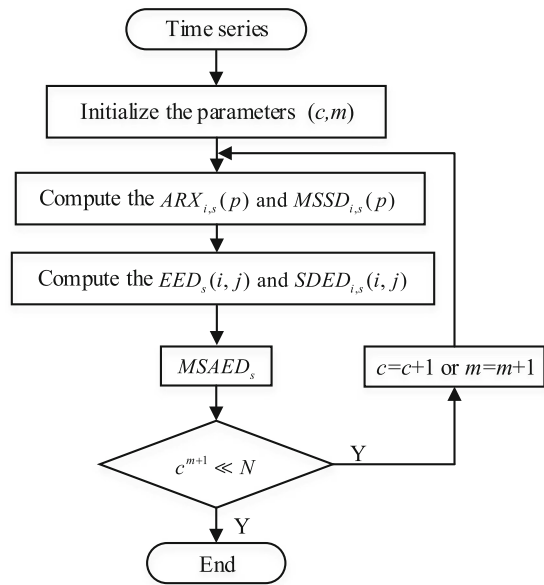 Time series
Initialize the parameters (c,m)
Compute the ARX_{i,s}(p) and MSSD_{i,s}(p)
Compute the EED_s(i, j) and SDED_{i,s}(i, j)
MSAED_s
c=c+1 or m=m+1
c^{m+1} ≪ N
Y
Y
End